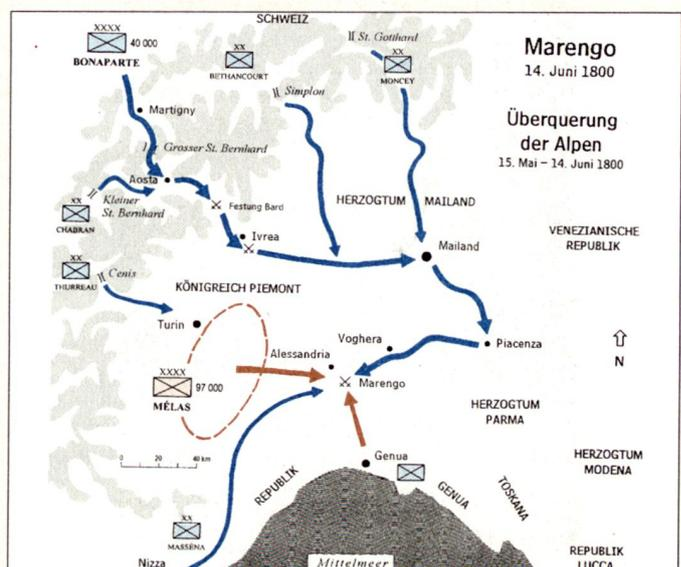 SCHWEIZ
XXXX
40 000
BONAPARTE
XX
BETHANCOURT
St. Gotthard
XX
MONCEY
Marengo
14. Juni 1800
Simplon
Martigny
Überquerung
der Alpen
15. Mai – 14. Juni 1800
Grosser St. Bernhard
Aosta
Kleiner
St. Bernhard
XX
CHABRAN
Festung Bard
HERZOGTUM MAILAND
Ivrea
Mailand
VENEZIANISCHE
REPUBLIK
XX
THURREAU
Cenis
KÖNIGREICH PIEMONT
Turin
Voghera
Piacenza
Alessandria
N
XXXX
97 000
MÉLAS
Marengo
HERZOGTUM
PARMA
0 20 40 km
Genua
HERZOGTUM
MODENA
REPUBLIK
GENUA
TOSKANA
XX
MASSÉNA
Nizza
Mittelmeer
REPUBLIK
LUCCA